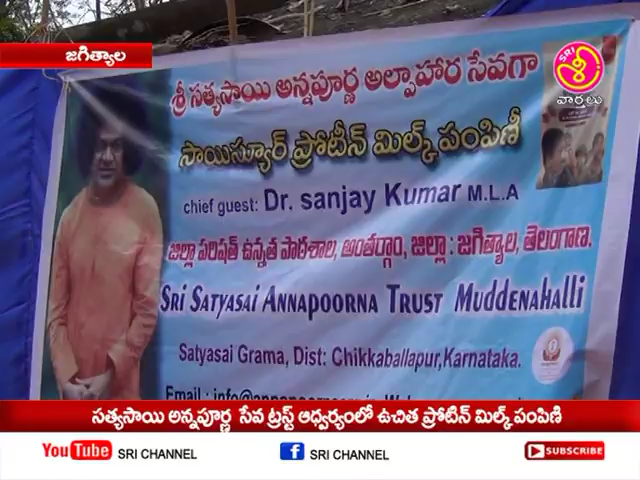 జగిత్యాల
SRI
శ్రీ
వార్తలు
శ్రీ సత్యసాయి అన్నపూర్ణ అల్పాహార సేవగా
సాయిస్యూర్ ప్రోటీన్ మిల్క్ పంపిణీ
chief guest: Dr. sanjay Kumar M.L.A
జిల్లా పరిషత్ ఉన్నత పాఠశాల, అంతర్గాం, జిల్లా : జగిత్యాల, తెలంగాణ.
SRI SATYASAI ANNAPOORNA TRUST MUDDENAHALLI
Satyasai Grama, Dist: Chikkaballapur,Karnataka.
Email :
సత్యసాయి అన్నపూర్ణ సేవ ట్రస్ట్ ఆధ్వర్యంలో ఉచిత ప్రోటిన్ మిల్క్ పంపిణి
YouTube SRI CHANNEL f SRI CHANNEL SUBSCRIBE